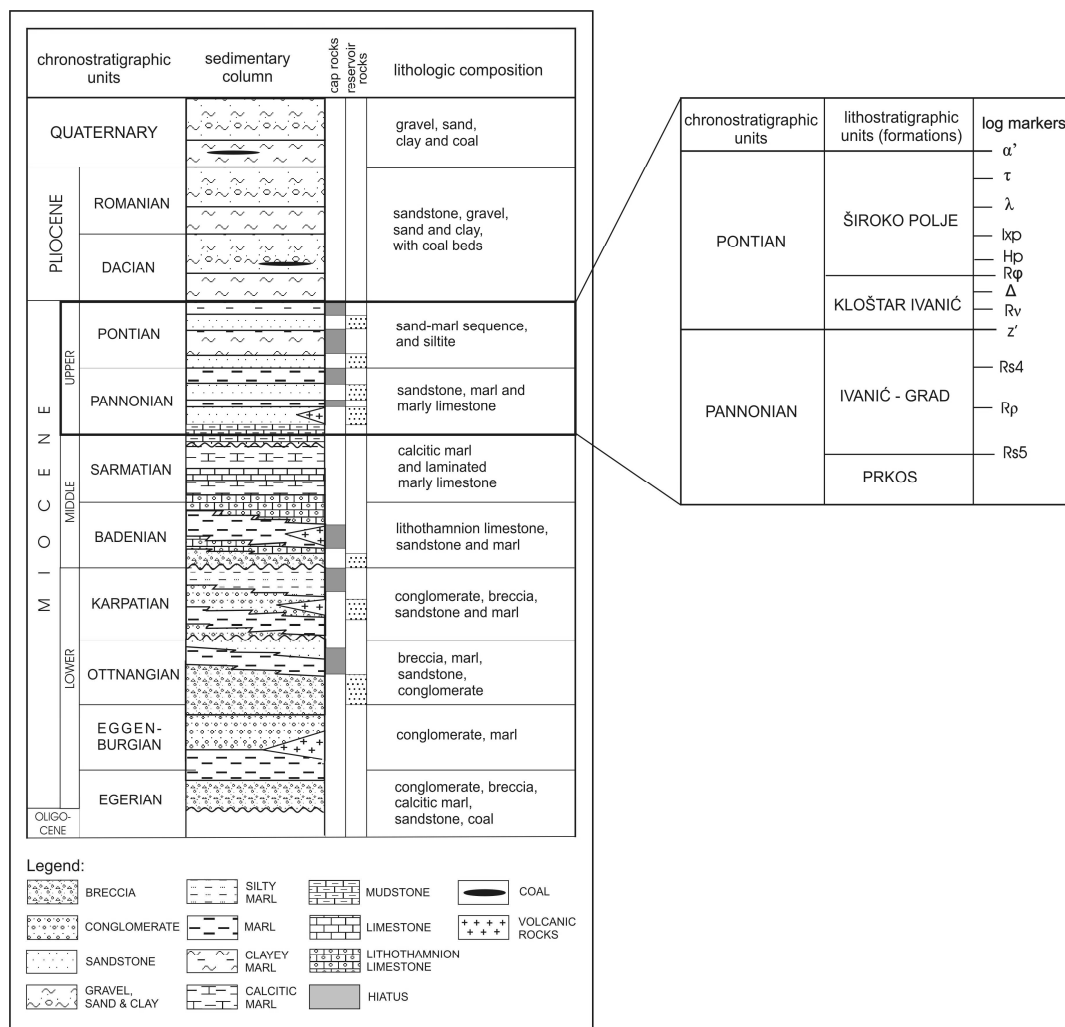 chronostratigraphic
units
sedimentary
column
cap rocks
reservoir
rocks
lithologic composition
QUATERNARY
gravel, sand,
clay and coal
PLIOCENE
ROMANIAN
DACIAN
sandstone, gravel,
sand and clay,
with coal beds
MIOCENE
UPPER
PONTIAN
sand-marl sequence,
and siltite
PANNONIAN
sandstone, marl and
marly limestone
MIDDLE
SARMATIAN
calcitic marl
and laminated
marly limestone
BADENIAN
lithothamnion limestone,
sandstone and marl
LOWER
KARPATIAN
conglomerate, breccia,
sandstone and marl
OTTNANGIAN
breccia, marl,
sandstone,
conglomerate
EGGEN-
BURGIAN
conglomerate, marl
EGERIAN
conglomerate, breccia,
calcitic marl,
sandstone, coal
OLIGO-
CENE
Legend:
BRECCIA
CONGLOMERATE
SANDSTONE
GRAVEL,
SAND & CLAY
SILTY
MARL
MARL
CLAYEY
MARL
CALCITIC
MARL
MUDSTONE
LIMESTONE
LITHOTHAMNION
LIMESTONE
HIATUS
COAL
VOLCANIC
ROCKS
chronostratigraphic
units
lithostratigraphic
units (formations)
log markers
PONTIAN
ŠIROKO POLJE
KLOŠTAR IVANIĆ
α'
τ
λ
Ixp
Hp
Rφ
Δ
Rν
z'
PANNONIAN
IVANIĆ - GRAD
PRKOS
Rs4
Rρ
Rs5